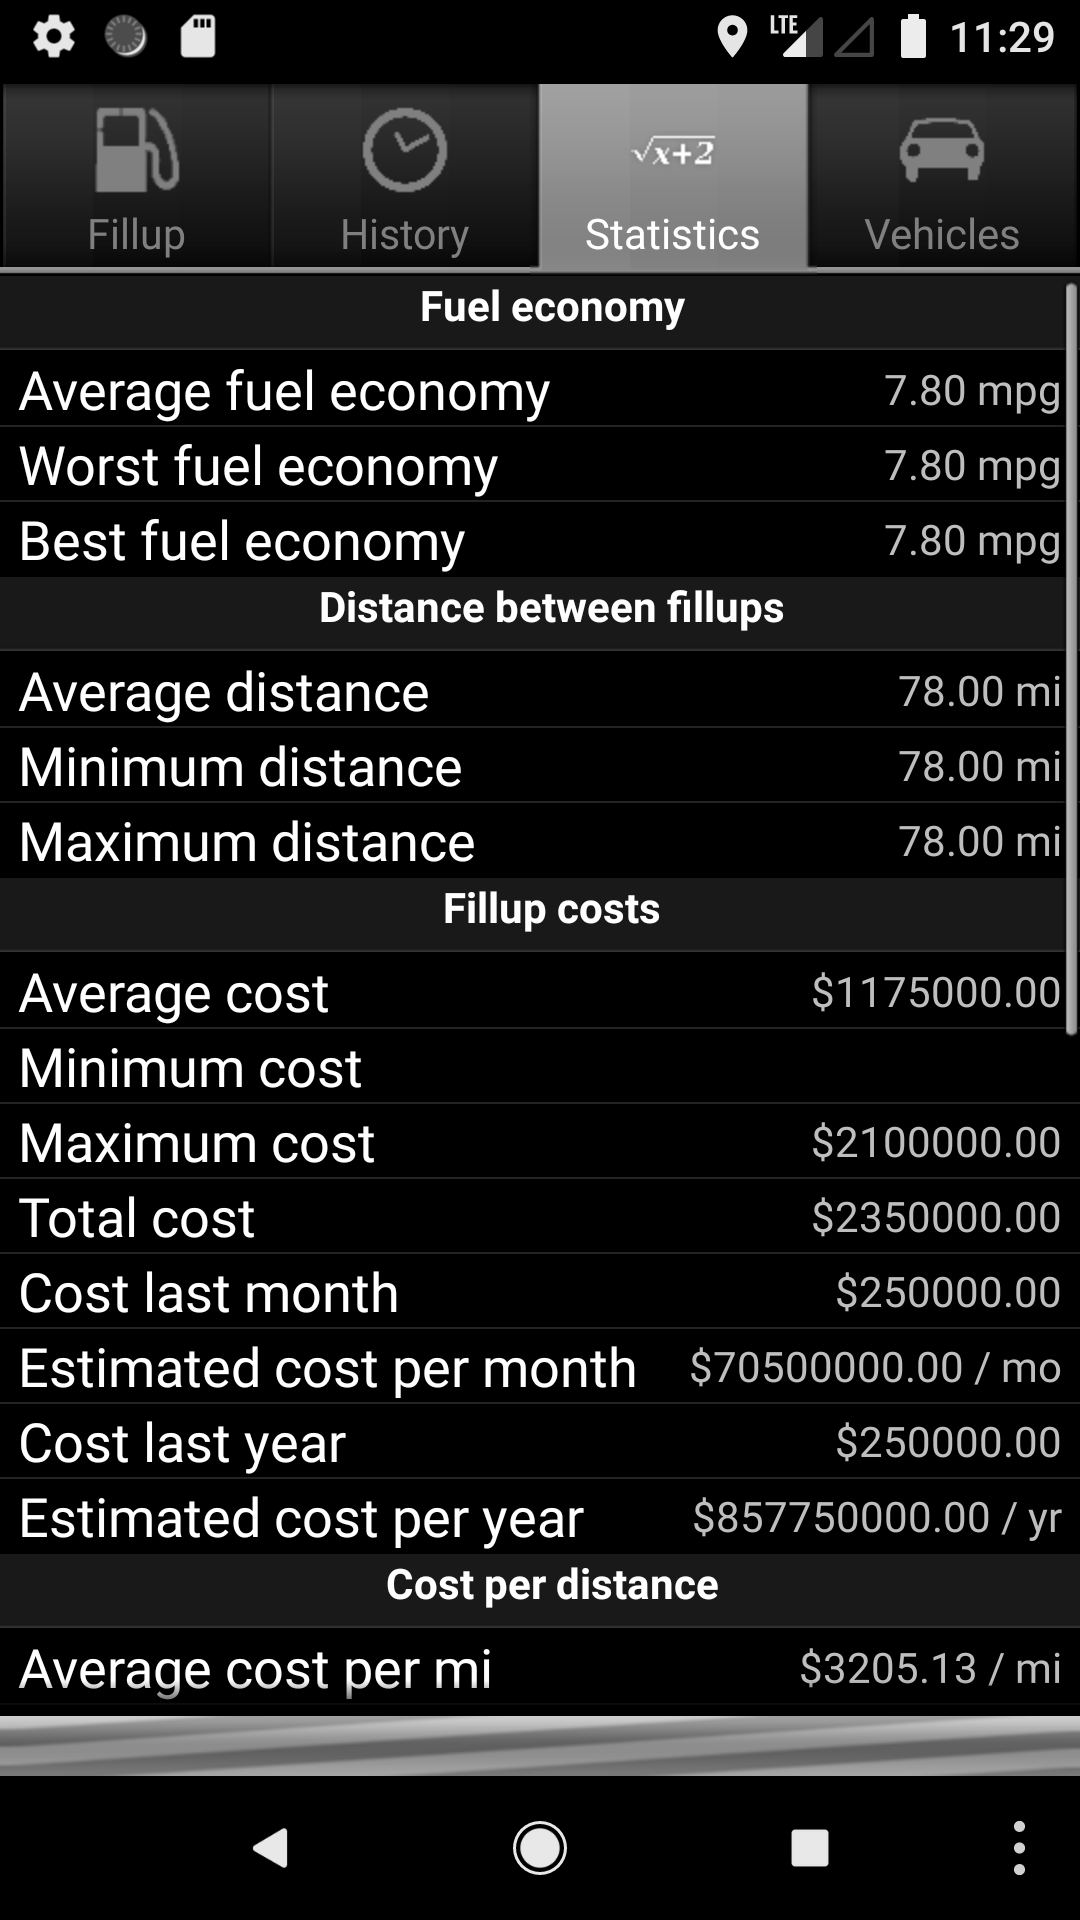 LTE 11:29
√x+2
Fillup History Statistics Vehicles
Fuel economy
Average fuel economy 7.80 mpg
Worst fuel economy 7.80 mpg
Best fuel economy 7.80 mpg
Distance between fillups
Average distance 78.00 mi
Minimum distance 78.00 mi
Maximum distance 78.00 mi
Fillup costs
Average cost $1175000.00
Minimum cost
Maximum cost $2100000.00
Total cost $2350000.00
Cost last month $250000.00
Estimated cost per month $70500000.00 / mo
Cost last year $250000.00
Estimated cost per year $857750000.00 / yr
Cost per distance
Average cost per mi $3205.13 / mi